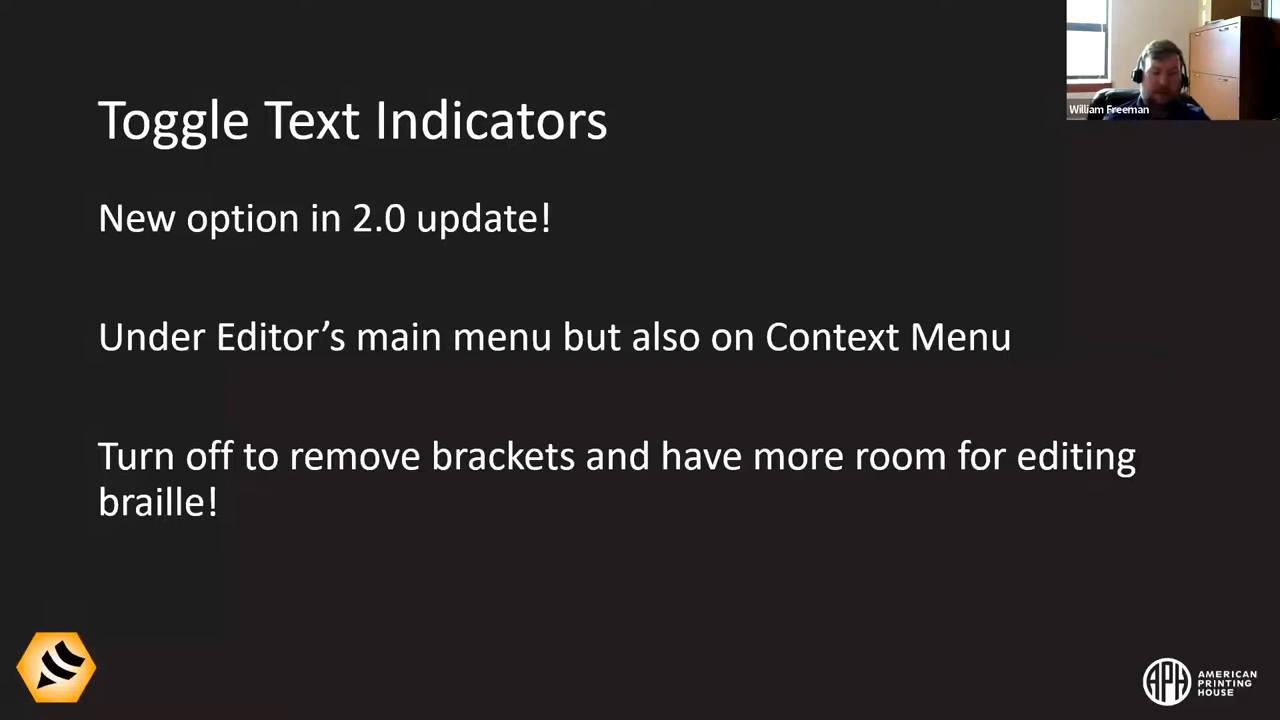 William Freeman
Toggle Text Indicators
New option in 2.0 update!
Under Editor’s main menu but also on Context Menu
Turn off to remove brackets and have more room for editing
braille!
APH
AMERICAN
PRINTING
HOUSE